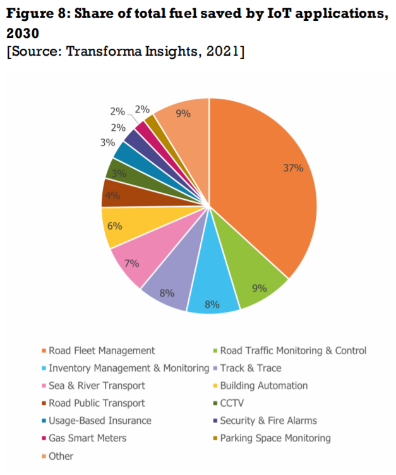 Figure 8: Share of total fuel saved by IoT applications,
2030
[Source: Transforma Insights, 2021]
37%
9%
8%
8%
7%
6%
4%
3%
3%
2%
2%
2%
9%
Road Fleet Management
Road Traffic Monitoring & Control
Inventory Management & Monitoring
Track & Trace
Sea & River Transport
Building Automation
Road Public Transport
CCTV
Usage-Based Insurance
Security & Fire Alarms
Gas Smart Meters
Parking Space Monitoring
Other